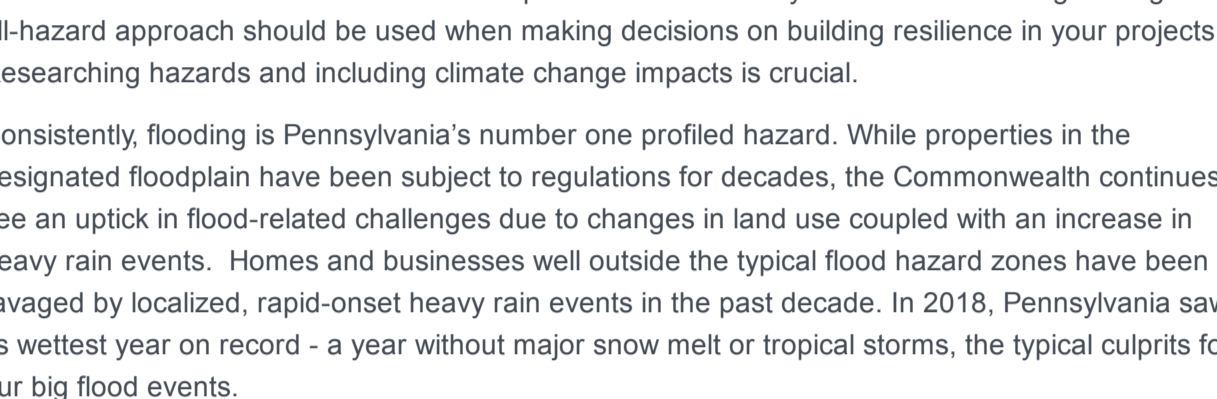 ll-hazard approach should be used when making decisions on building resilience in your projects
esearching hazards and including climate change impacts is crucial.
onsistently, flooding is Pennsylvania’s number one profiled hazard. While properties in the
esignated floodplain have been subject to regulations for decades, the Commonwealth continues
ee an uptick in flood-related challenges due to changes in land use coupled with an increase in
eavy rain events.  Homes and businesses well outside the typical flood hazard zones have been
avaged by localized, rapid-onset heavy rain events in the past decade. In 2018, Pennsylvania saw
s wettest year on record - a year without major snow melt or tropical storms, the typical culprits fo
ur big flood events.